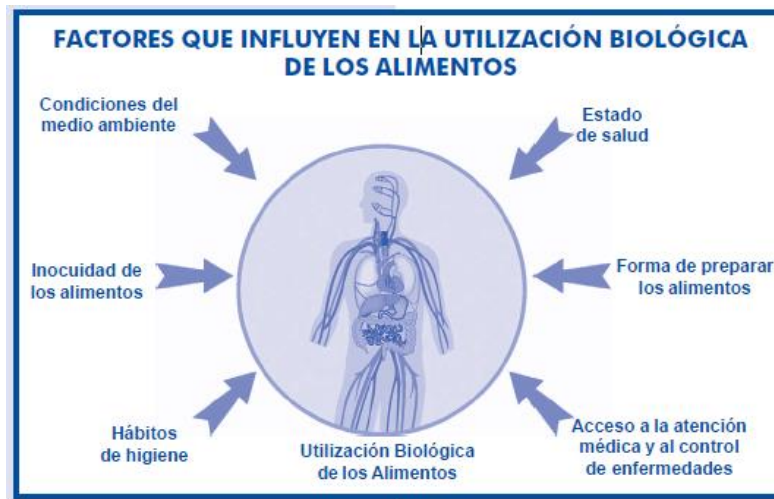 FACTORES QUE INFLUYEN EN LA UTILIZACIÓN BIOLÓGICA
DE LOS ALIMENTOS
Condiciones del
medio ambiente
Estado
de salud
Inocuidad de
los alimentos
Forma de preparar
los alimentos
Hábitos
de higiene
Utilización Biológica
de los Alimentos
Acceso a la atención
médica y al control
de enfermedades